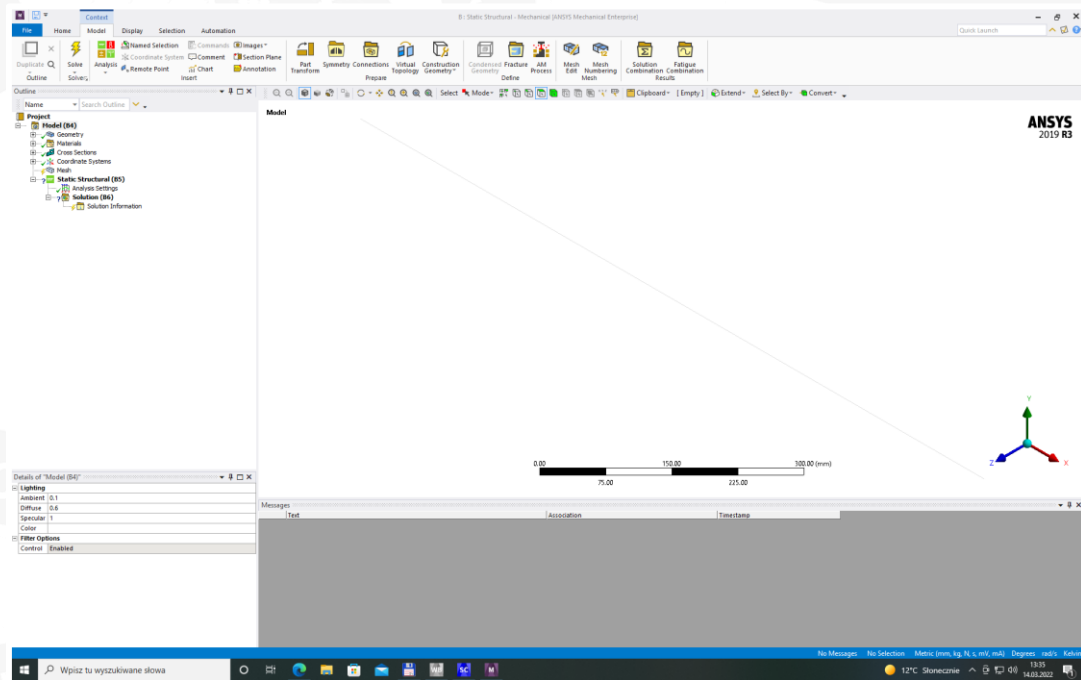 Context
B : Static Structural - Mechanical [ANSYS Mechanical Enterprise]
File Home Model Display Selection Automation
Quick Launch
Duplicate Q
Outline
Solve
Solve
Analysis
Named Selection
Coordinate System
Remote Point
Commands
Comment
Chart
Images
Section Plane
Annotation
Insert
Part Transform
Symmetry
Connections
Virtual Topology
Construction Geometry
Prepare
Condensed Geometry
Fracture
AM Process
Define
Mesh Edit
Mesh Numbering
Mesh
Solution Combination
Fatigue Combination
Results
Outline
Name Search Outline
Select Mode Clipboard [Empty] Extend Select By Convert
Project
Model (B4)
Geometry
Materials
Cross Sections
Coordinate Systems
Mesh
Static Structural (B5)
Analysis Settings
Solution (B6)
Solution Information
Model
ANSYS
2019 R3
Y
Z
X
0.00 150.00 300.00 (mm)
75.00 225.00
Details of "Model (B4)"
Lighting
Ambient 0.1
Diffuse 0.6
Specular 1
Color
Filter Options
Control Enabled
Messages
Text Association Timestamp
No Messages No Selection Metric (mm, kg, N, s, mV, mA) Degrees rad/s Kelvin
Wpisz tu wyszukiwane słowa
WB
SC
M
12°C Słonecznie
13:35
14.03.2022